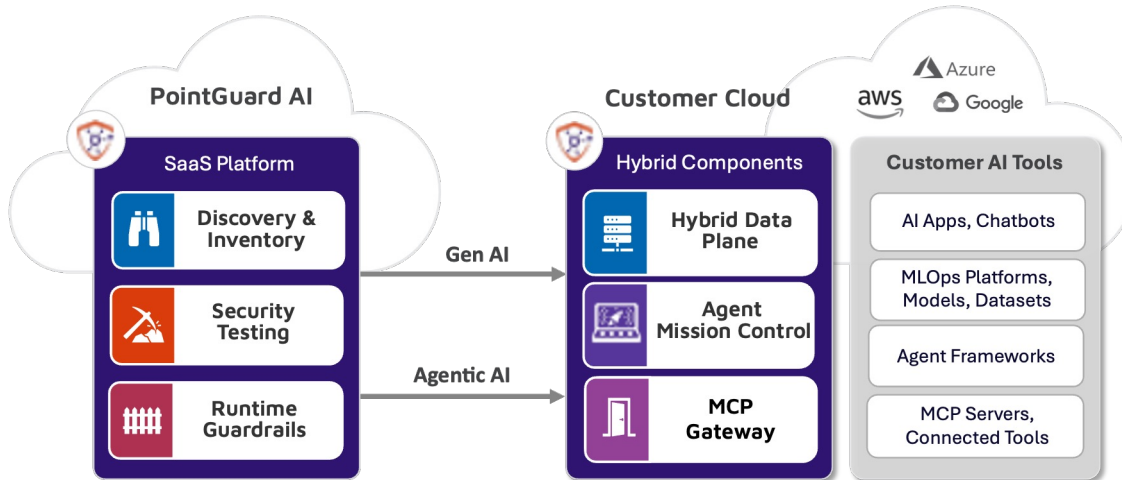 PointGuard AI
SaaS Platform
Discovery &
Inventory
Security
Testing
Runtime
Guardrails
Gen AI
Agentic AI
Customer Cloud
Hybrid Components
Hybrid Data
Plane
Agent
Mission Control
MCP
Gateway
Azure
aws
Google
Customer AI Tools
AI Apps, Chatbots
MLOps Platforms,
Models, Datasets
Agent Frameworks
MCP Servers,
Connected Tools